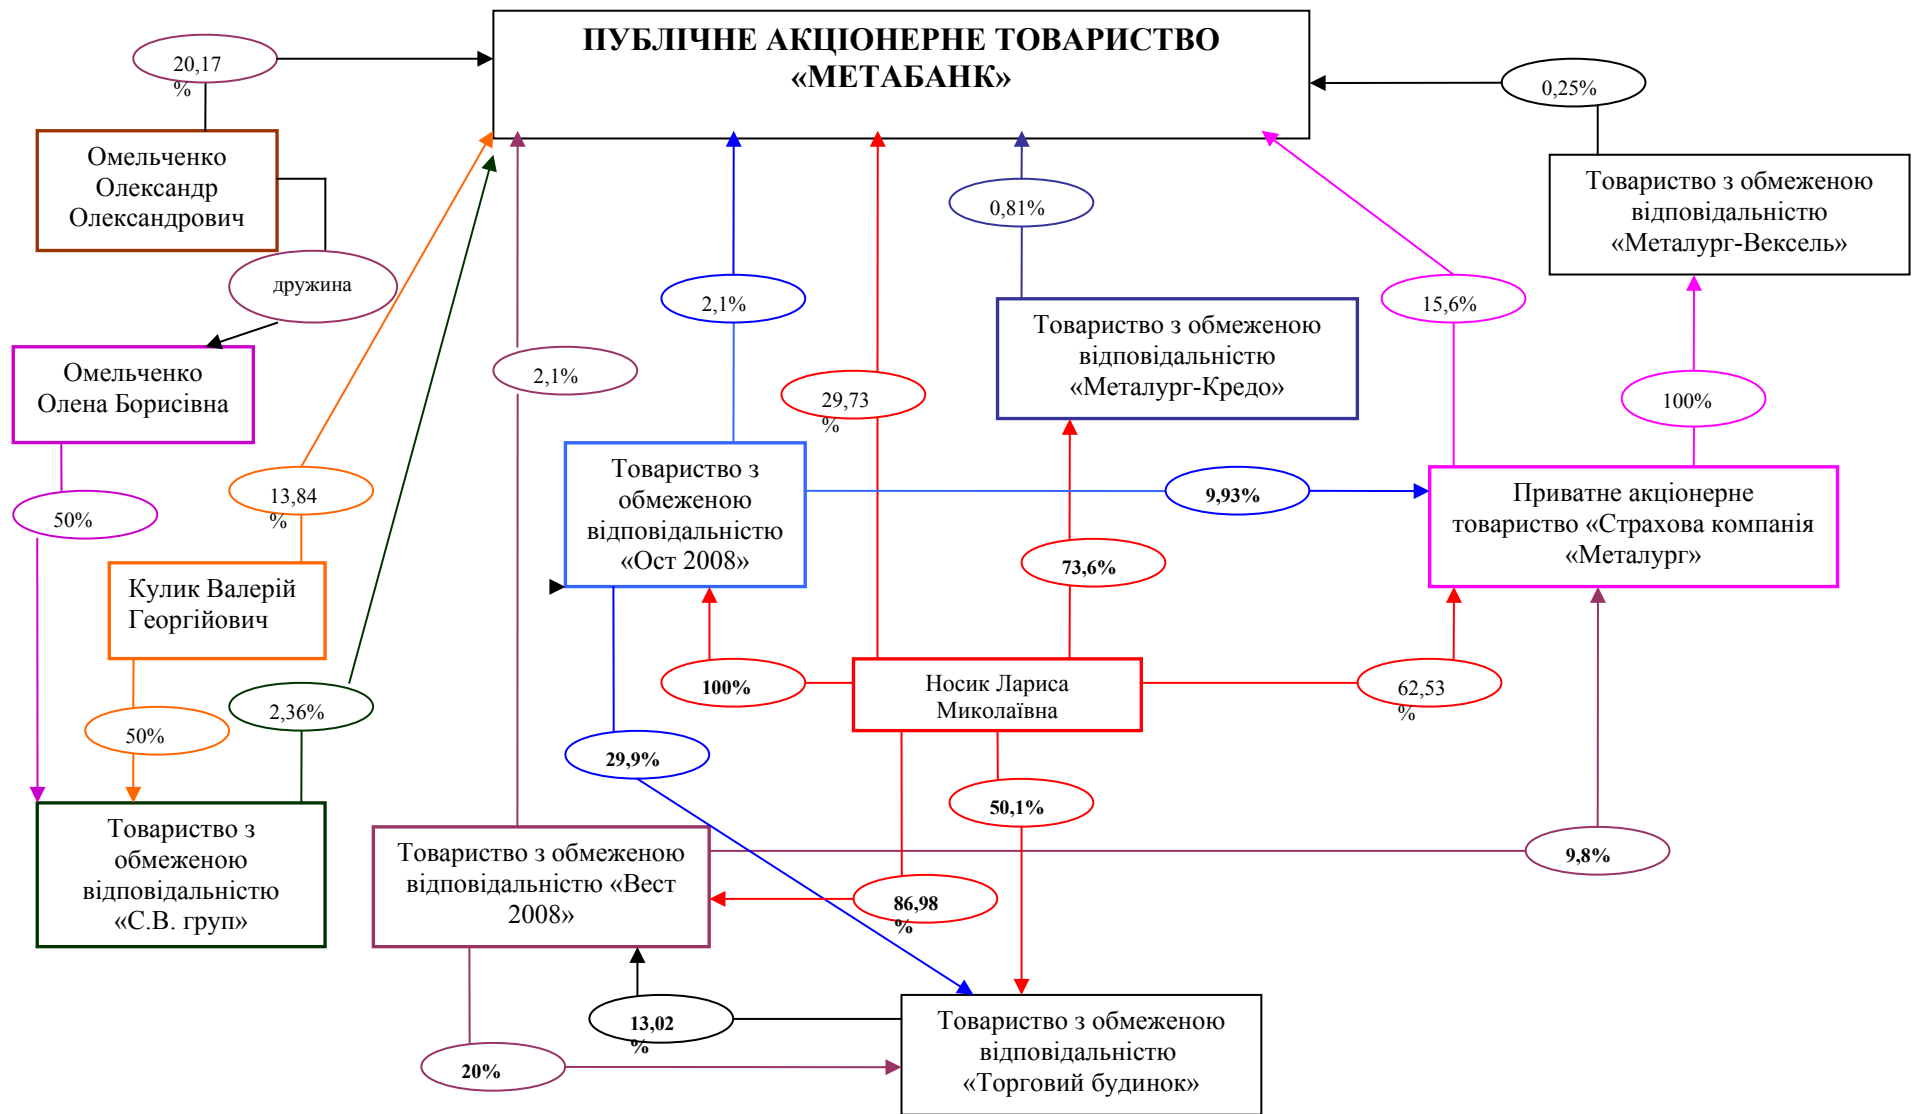 ПУБЛІЧНЕ АКЦІОНЕРНЕ ТОВАРИСТВО
«МЕТАБАНК»
20,17
%
0,25%
Омельченко
Олександр
Олександрович
Товариство з обмеженою
відповідальністю
«Металург-Вексель»
0,81%
дружина
2,1%
15,6%
Товариство з обмеженою
відповідальністю
«Металург-Кредо»
Омельченко
Олена Борисівна
2,1%
29,73
%
100%
13,84
%
50%
Товариство з
обмеженою
відповідальністю
«Ост 2008»
9,93%
Приватне акціонерне
товариство «Страхова компанія
«Металург»
73,6%
Кулик Валерій
Георгійович
100%
Носик Лариса
Миколаївна
62,53
%
2,36%
50%
29,9%
50,1%
Товариство з
обмеженою
відповідальністю
«С.В. груп»
Товариство з обмеженою
відповідальністю «Вест
2008»
9,8%
86,98
%
13,02
%
20%
Товариство з обмеженою
відповідальністю
«Торговий будинок»